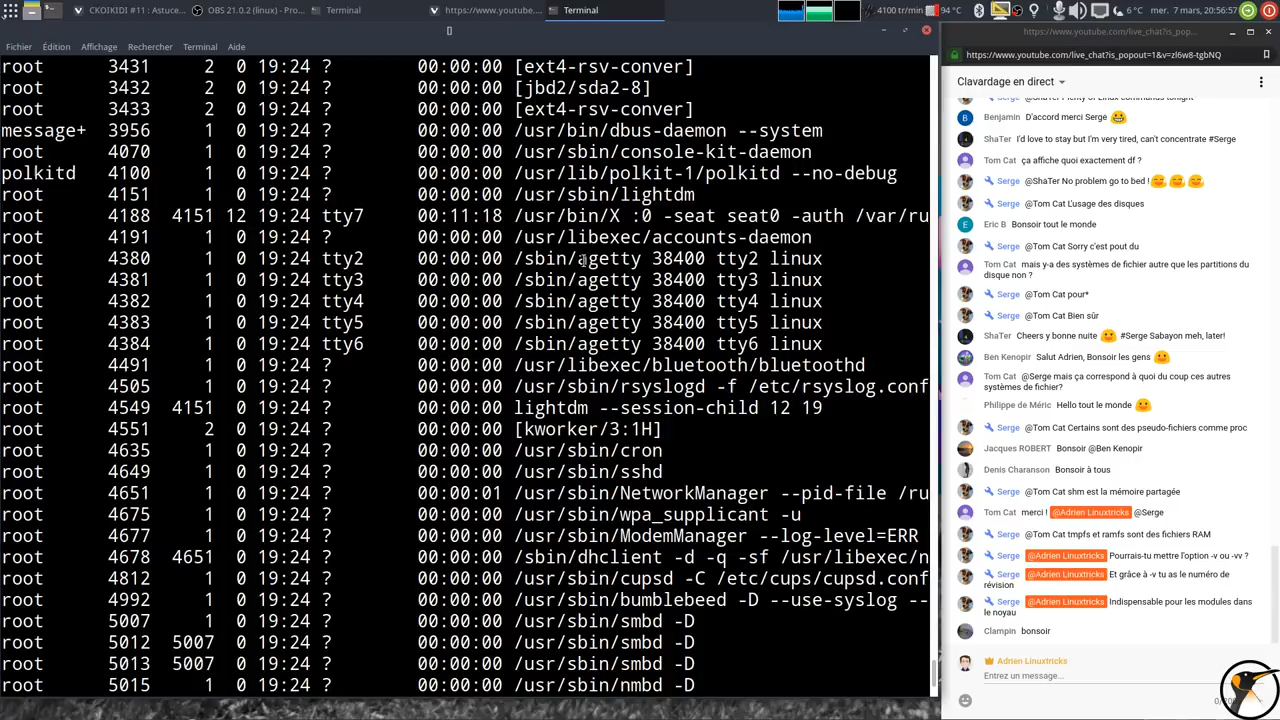 CKOIKIDI #11 : Astuce...
OBS 21.0.2 (linux) - Pro...
Terminal
https://www.youtube....
Terminal
4100 tr/min
94 °C
6 °C
mer. 7 mars, 20:56:57
Fichier Édition Affichage Rechercher Terminal Aide
root 3431 2 0 19:24 ? 00:00:00 [ext4-rsv-conver]
root 3432 2 0 19:24 ? 00:00:00 [jbd2/sda2-8]
root 3433 2 0 19:24 ? 00:00:00 [ext4-rsv-conver]
message+ 3956 1 0 19:24 ? 00:00:00 /usr/bin/dbus-daemon --system
root 4070 1 0 19:24 ? 00:00:00 /usr/sbin/console-kit-daemon
polkitd 4100 1 0 19:24 ? 00:00:00 /usr/lib/polkit-1/polkitd --no-debug
root 4151 1 0 19:24 ? 00:00:00 /usr/sbin/lightdm
root 4188 4151 12 19:24 tty7 00:11:18 /usr/bin/X :0 -seat seat0 -auth /var/ru
root 4191 1 0 19:24 ? 00:00:00 /usr/libexec/accounts-daemon
root 4380 1 0 19:24 tty2 00:00:00 /sbin/agetty 38400 tty2 linux
root 4381 1 0 19:24 tty3 00:00:00 /sbin/agetty 38400 tty3 linux
root 4382 1 0 19:24 tty4 00:00:00 /sbin/agetty 38400 tty4 linux
root 4383 1 0 19:24 tty5 00:00:00 /sbin/agetty 38400 tty5 linux
root 4384 1 0 19:24 tty6 00:00:00 /sbin/agetty 38400 tty6 linux
root 4491 1 0 19:24 ? 00:00:00 /usr/libexec/bluetooth/bluetoothd
root 4505 1 0 19:24 ? 00:00:00 /usr/sbin/rsyslogd -f /etc/rsyslog.conf
root 4549 4151 0 19:24 ? 00:00:00 lightdm --session-child 12 19
root 4551 2 0 19:24 ? 00:00:00 [kworker/3:1H]
root 4625 1 0 19:24 ? 00:00:00 /usr/sbin/cron
root 4649 1 0 19:24 ? 00:00:00 /usr/sbin/sshd
root 4651 1 0 19:24 ? 00:00:01 /usr/sbin/NetworkManager --pid-file /ru
root 4675 1 0 19:24 ? 00:00:00 /usr/sbin/wpa_supplicant -u
root 4676 1 0 19:24 ? 00:00:00 /usr/sbin/ModemManager --log-level=ERR
root 4678 4651 0 19:24 ? 00:00:00 /sbin/dhclient -d -q -sf /usr/libexec/n
root 4812 1 0 19:24 ? 00:00:00 /usr/sbin/cupsd -C /etc/cups/cupsd.conf
root 4982 1 0 19:24 ? 00:00:00 /usr/sbin/bumblebeed -D --use-syslog --
root 5007 1 0 19:24 ? 00:00:00 /usr/sbin/smbd -D
root 5012 5007 0 19:24 ? 00:00:00 /usr/sbin/smbd -D
root 5013 5007 0 19:24 ? 00:00:00 /usr/sbin/smbd -D
root 5015 1 0 19:24 ? 00:00:00 /usr/sbin/nmbd -D
https://www.youtube.com/live_chat?is_pop...
https://www.youtube.com/live_chat?is_popout=1&v=zl6w8-tgbNQ
Clavardage en direct
Serge @ShaTer Plenty of Linux commands tonight
Benjamin D'accord merci Serge
ShaTer I'd love to stay but I'm very tired, can't concentrate #Serge
Tom Cat ça affiche quoi exactement df ?
Serge @ShaTer No problem go to bed !
Serge @Tom Cat L'usage des disques
Eric B Bonsoir tout le monde
Serge @Tom Cat Sorry c'est pout du
Tom Cat mais y-a des systèmes de fichier autre que les partitions du
disque non ?
Serge @Tom Cat pour*
Serge @Tom Cat Bien sûr
ShaTer Cheers y bonne nuite #Serge Sabayon meh, later!
Ben Kenopir Salut Adrien, Bonsoir les gens
Tom Cat @Serge mais ça correspond à quoi du coup ces autres
systèmes de fichier?
Philippe de Méric Hello tout le monde
Serge @Tom Cat Certains sont des pseudo-fichiers comme proc
Jacques ROBERT Bonsoir @Ben Kenopir
Denis Charanson Bonsoir à tous
Serge @Tom Cat shm est la mémoire partagée
Tom Cat merci ! @Adrien Linuxtricks @Serge
Serge @Tom Cat tmpfs et ramfs sont des fichiers RAM
Serge @Adrien Linuxtricks Pourrais-tu mettre l'option -v ou -vv ?
Serge @Adrien Linuxtricks Et grâce à -v tu as le numéro de
révision
Serge @Adrien Linuxtricks Indispensable pour les modules dans
le noyau
Clampin bonsoir
Adrien Linuxtricks
Entrez un message...